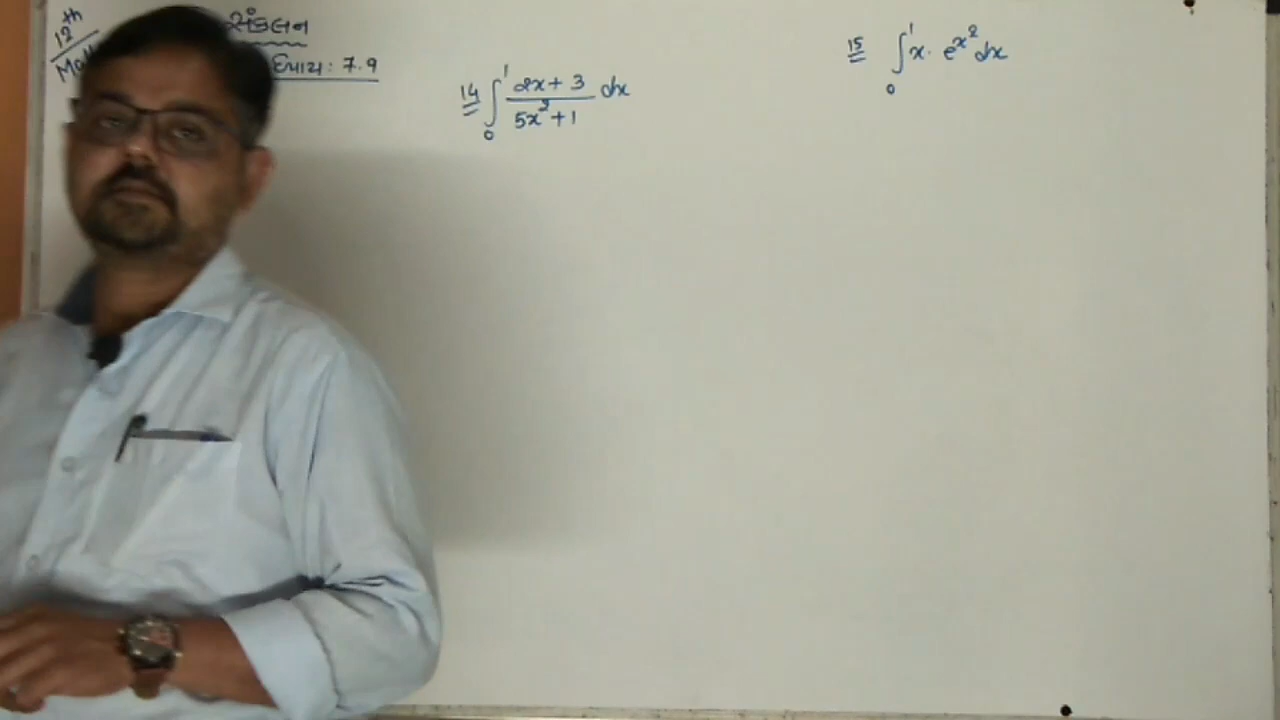 12th
સંકલન
7.9
14 ∫₀¹ (2x + 3)/(5x² + 1) dx
15 ∫₀¹ x · e^(x²) dx